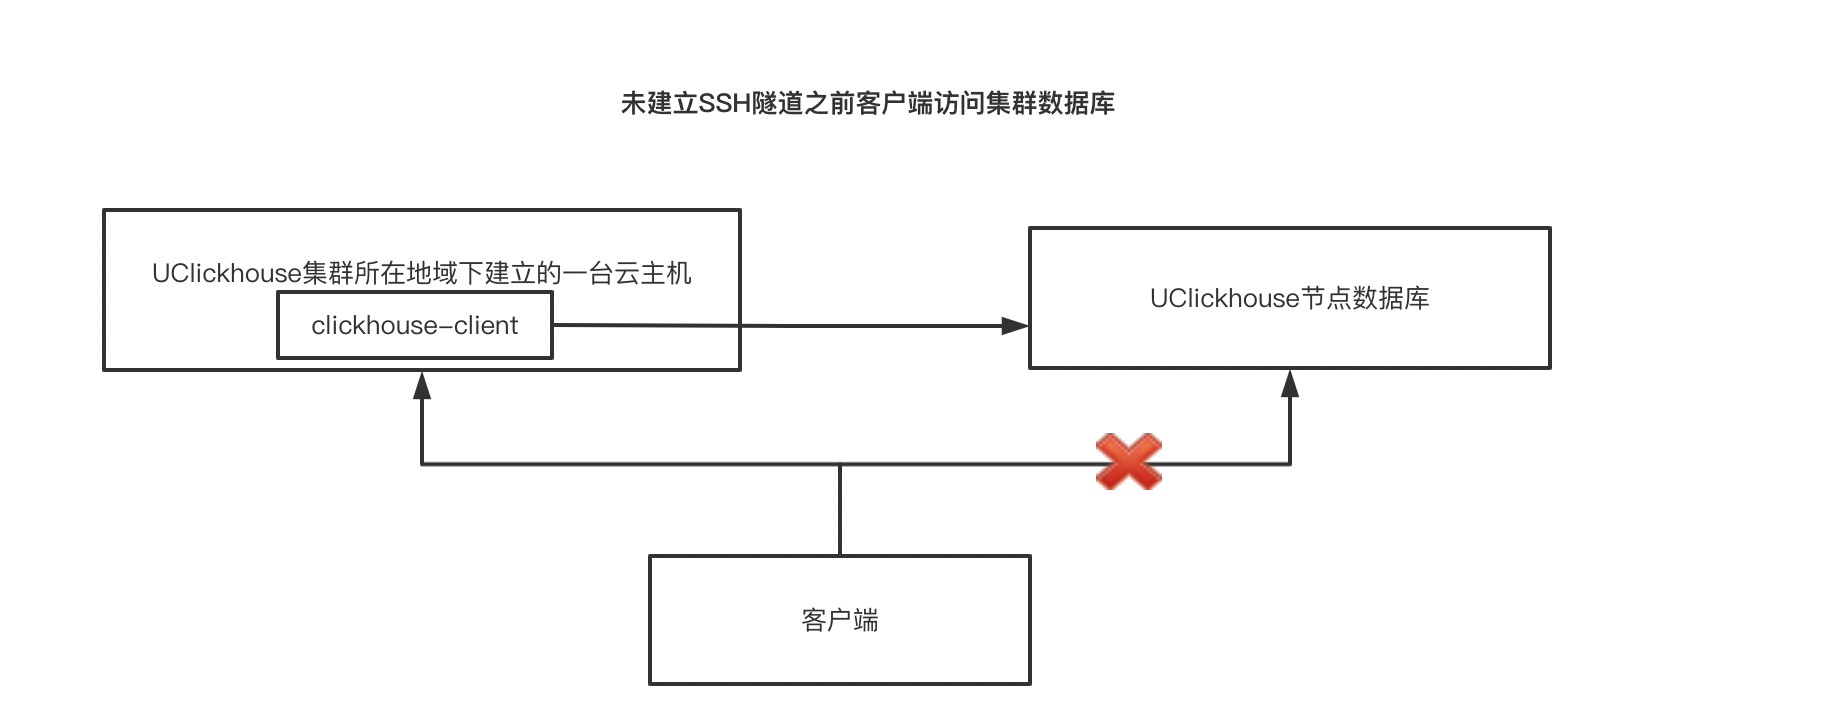 未建立SSH隧道之前客户端访问集群数据库
UClickhouse集群所在地域下建立的一台云主机
clickhouse-client
UClickhouse节点数据库
客户端